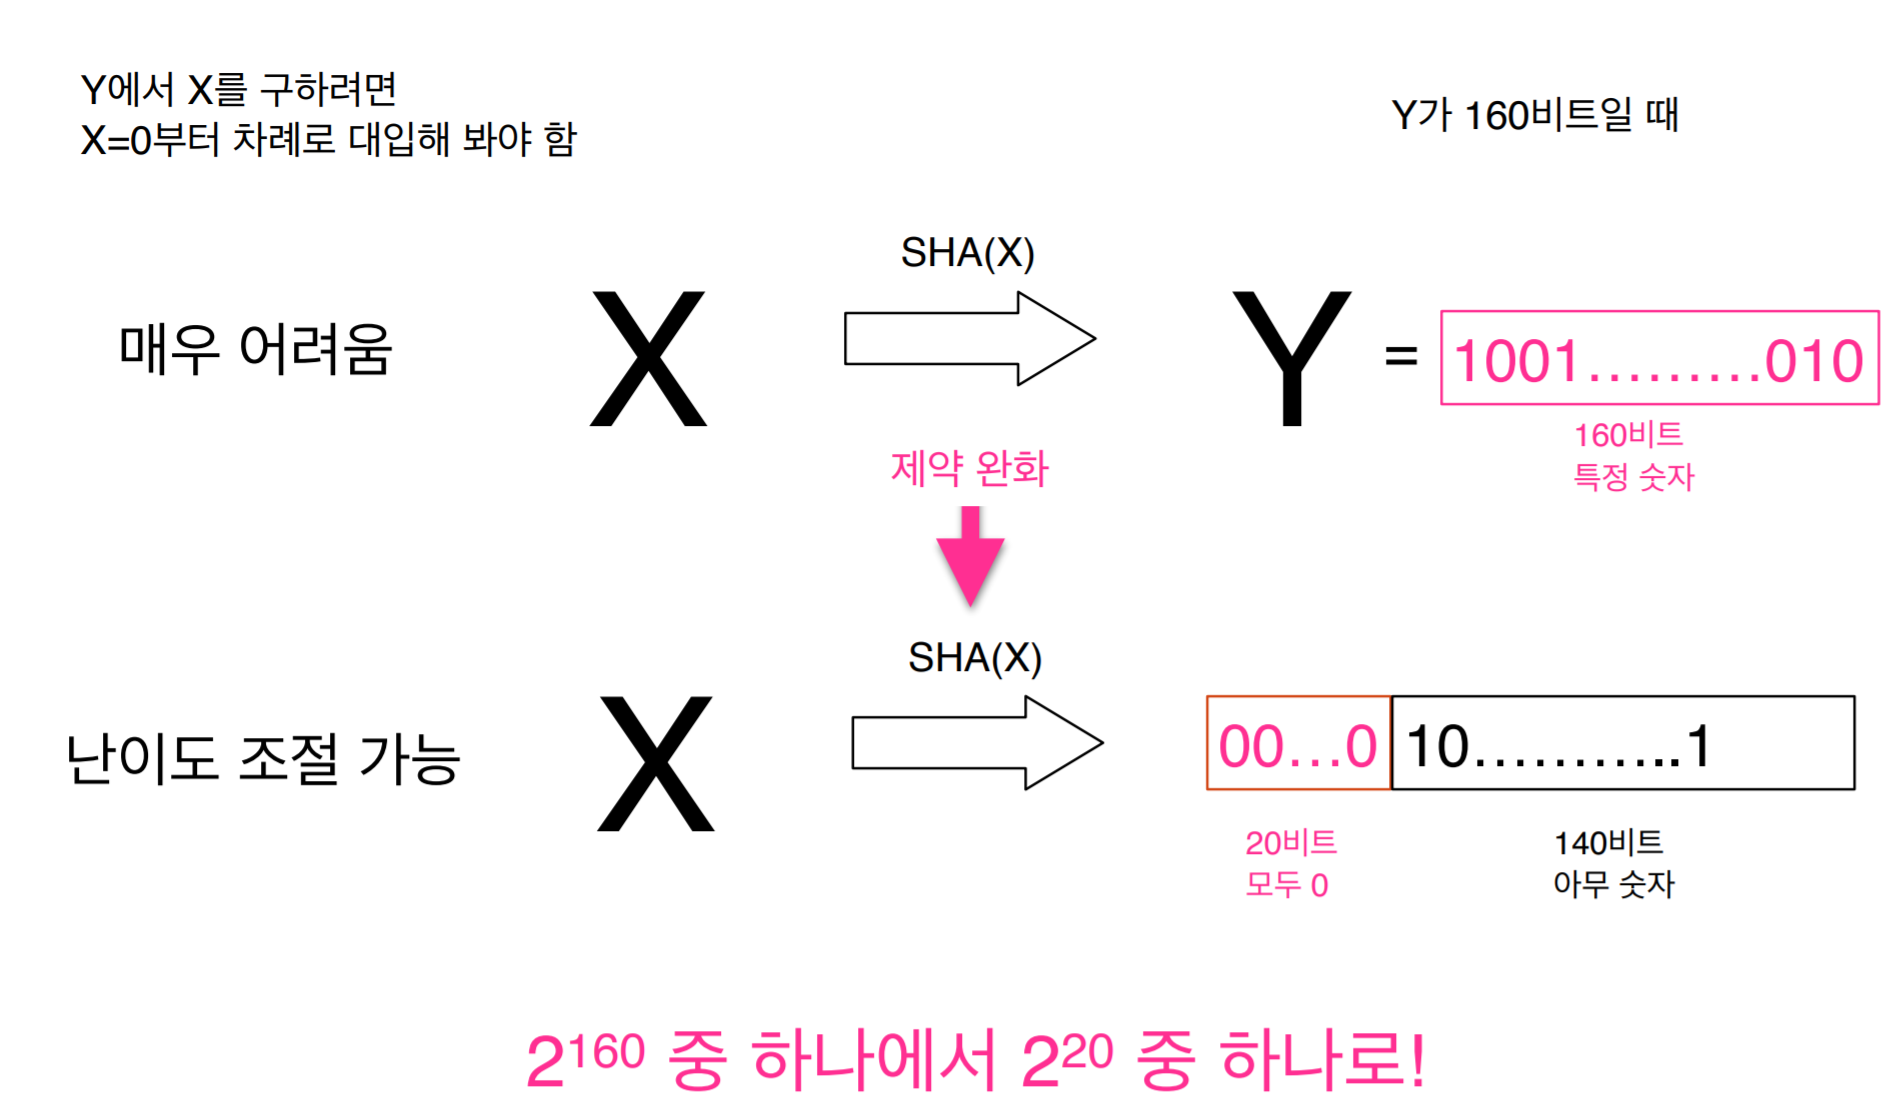 Y에서 X를 구하려면
X=0부터 차례로 대입해 봐야 함
Y가 160비트일 때
SHA(X)
매우 어려움
X
Y = 1001.........010
160비트
특정 숫자
제약 완화
SHA(X)
난이도 조절 가능
X
00...0 10...........1
20비트
모두 0
140비트
아무 숫자
2¹⁶⁰ 중 하나에서 2²⁰ 중 하나로!